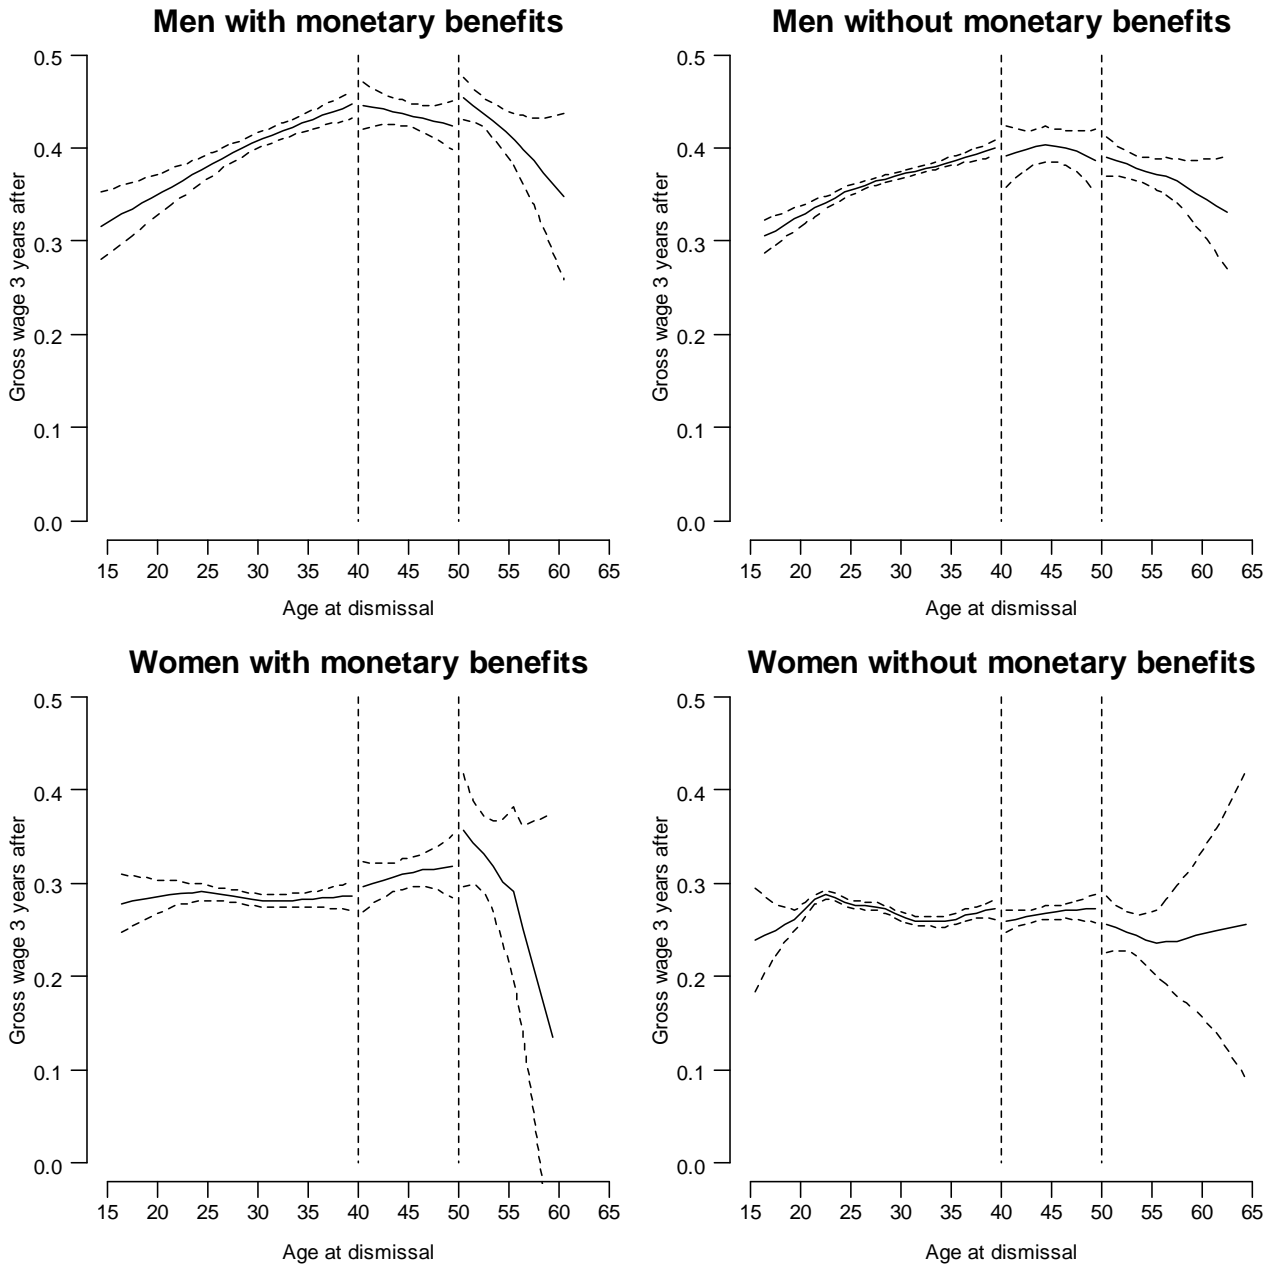 Men with monetary benefits
Gross wage 3 years after
0.5
0.4
0.3
0.2
0.1
0.0
15 20 25 30 35 40 45 50 55 60 65
Age at dismissal
Men without monetary benefits
Gross wage 3 years after
0.5
0.4
0.3
0.2
0.1
0.0
15 20 25 30 35 40 45 50 55 60 65
Age at dismissal
Women with monetary benefits
Gross wage 3 years after
0.5
0.4
0.3
0.2
0.1
0.0
15 20 25 30 35 40 45 50 55 60 65
Age at dismissal
Women without monetary benefits
Gross wage 3 years after
0.5
0.4
0.3
0.2
0.1
0.0
15 20 25 30 35 40 45 50 55 60 65
Age at dismissal